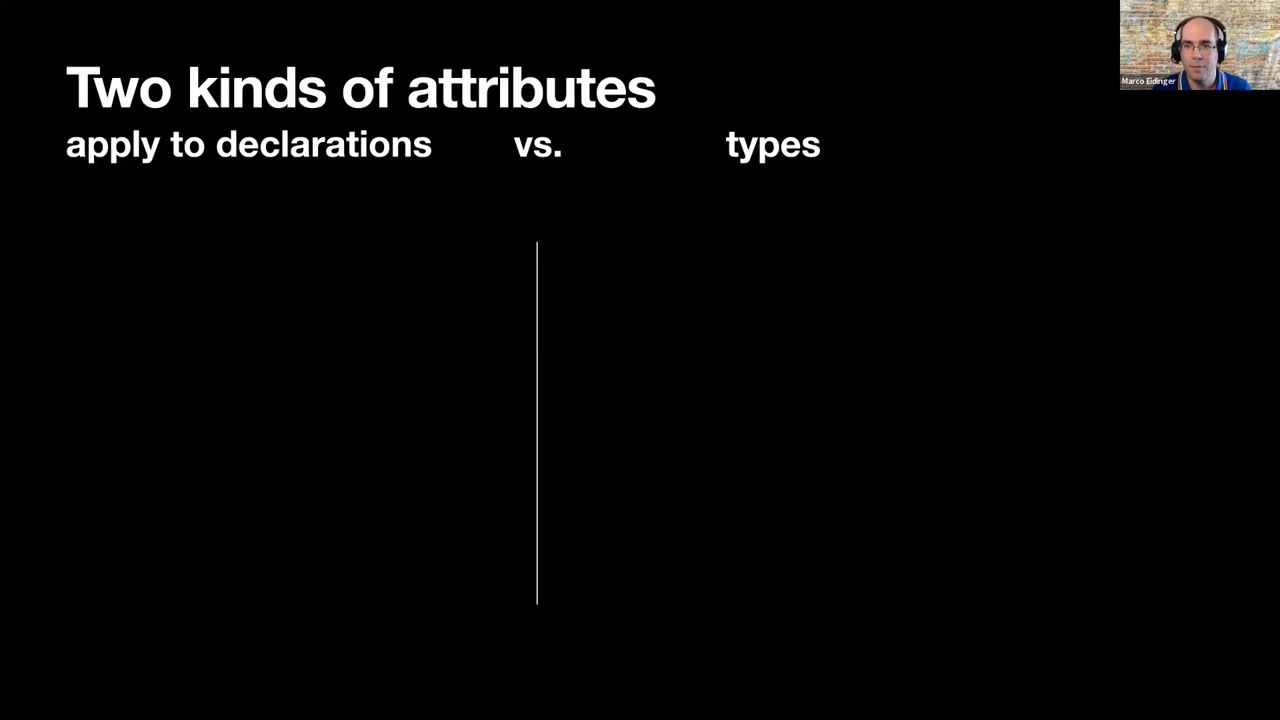 Two kinds of attributes
apply to declarations vs. types
Marco Eidinger